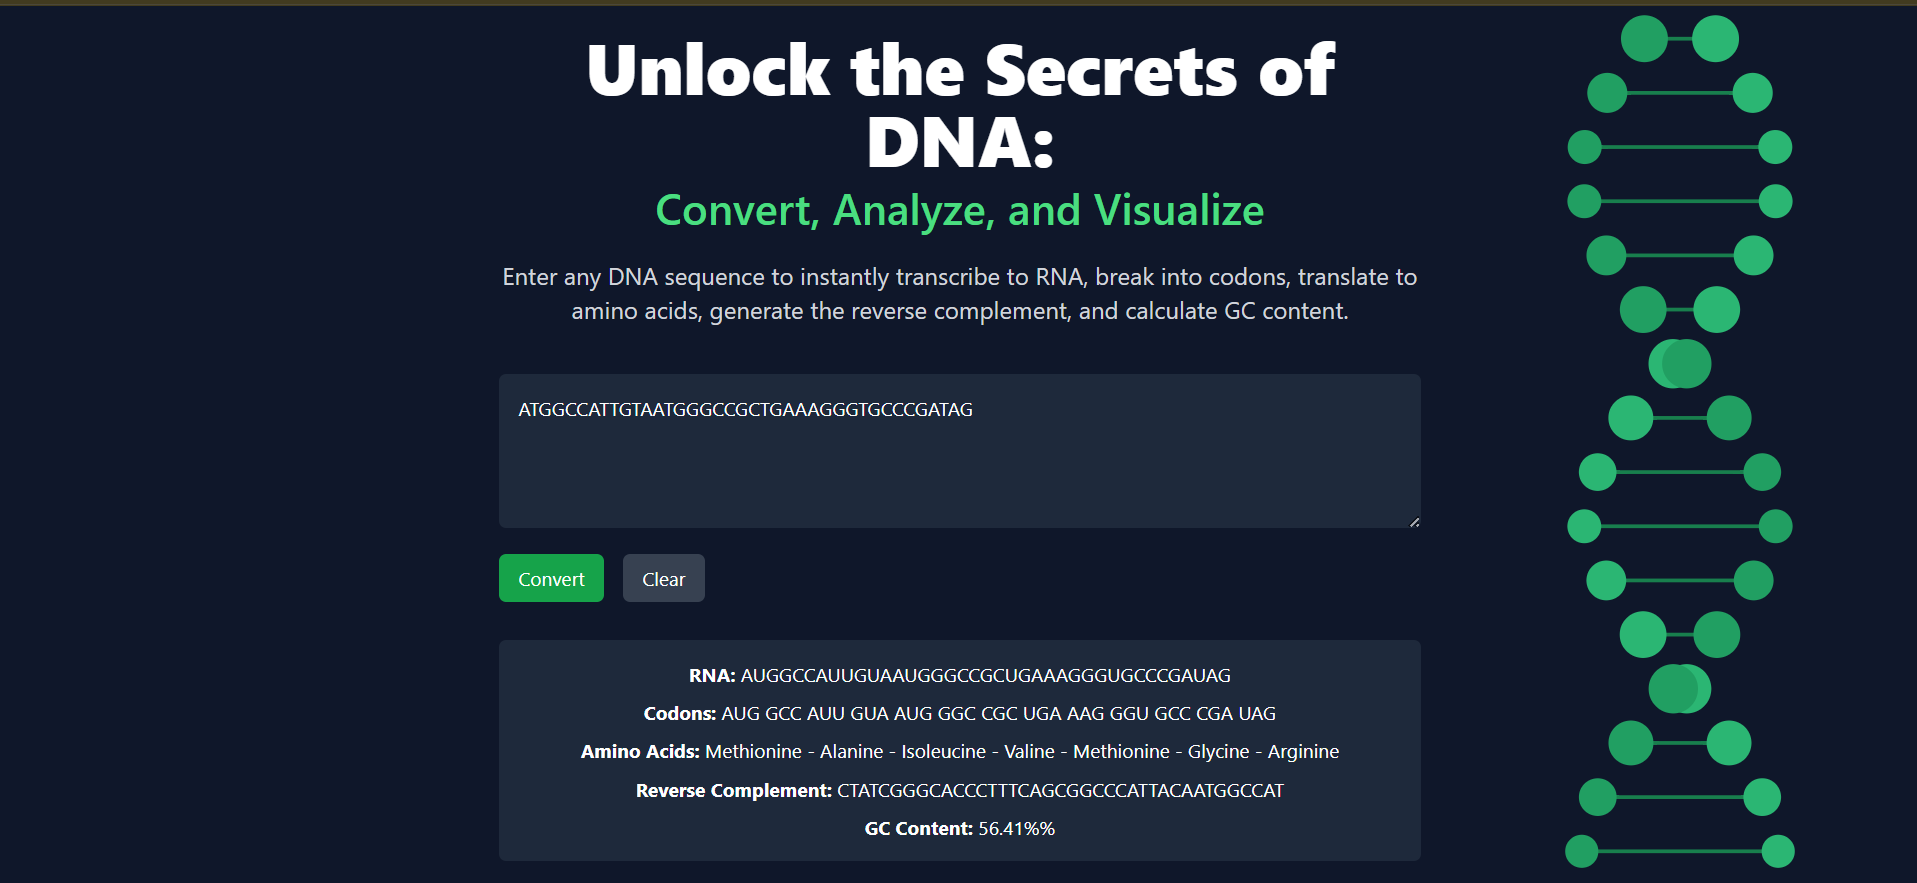 Unlock the Secrets of
DNA:
Convert, Analyze, and Visualize
Enter any DNA sequence to instantly transcribe to RNA, break into codons, translate to
amino acids, generate the reverse complement, and calculate GC content.
ATGGCCATTGTAATGGGCCGCTGAAAGGGTGCCCGATAG
Convert Clear
RNA: AUGGCCAUUGUAAUGGGCCGCUGAAAGGGUGCCCGAUAG
Codons: AUG GCC AUU GUA AUG GGC CGC UGA AAG GGU GCC CGA UAG
Amino Acids: Methionine - Alanine - Isoleucine - Valine - Methionine - Glycine - Arginine
Reverse Complement: CTATCGGGCACCCTTTCAGCGGCCCATTACAATGGCCAT
GC Content: 56.41%%